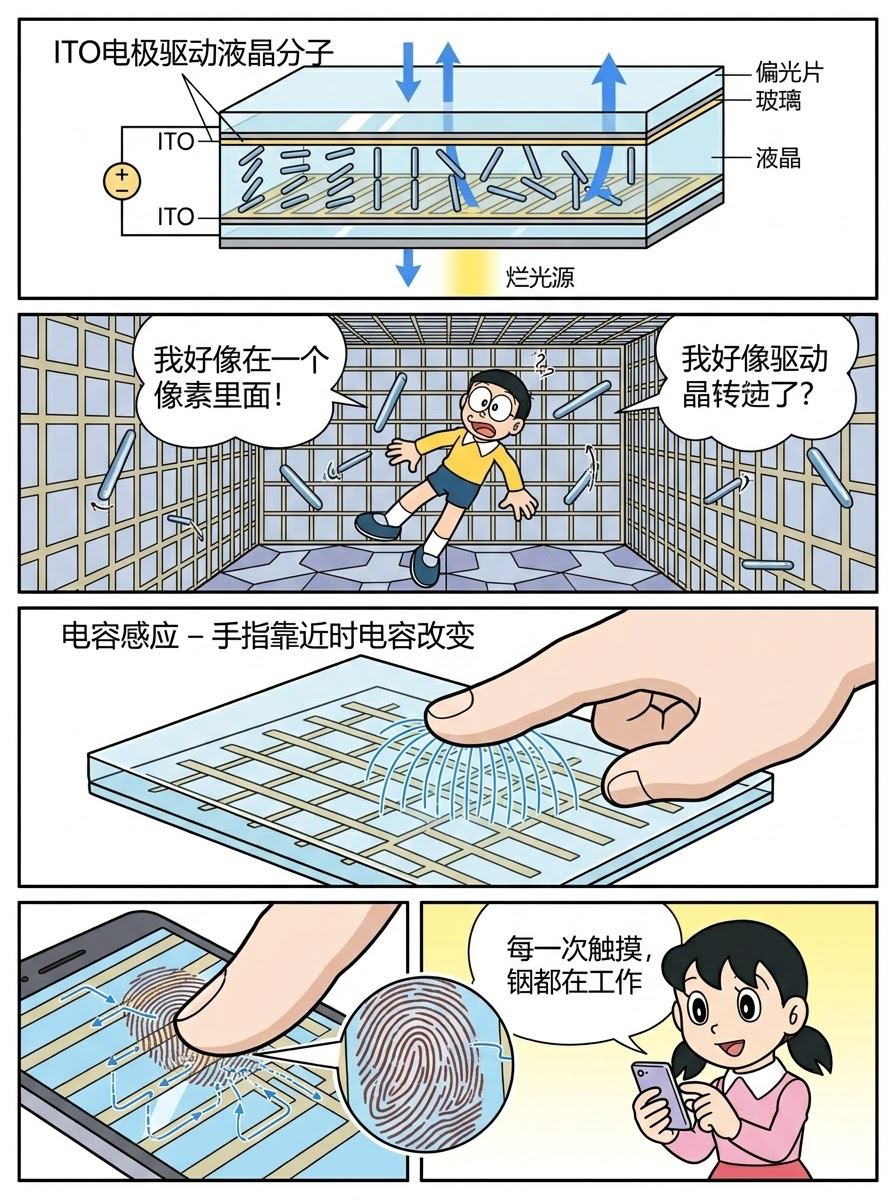 ITO电极驱动液晶分子
偏光片
玻璃
ITO
液晶
ITO
烂光源
我好像在一个
像素里面！
我好像驱动
晶转了？
电容感应 – 手指靠近时电容改变
每一次触摸，
铟都在工作